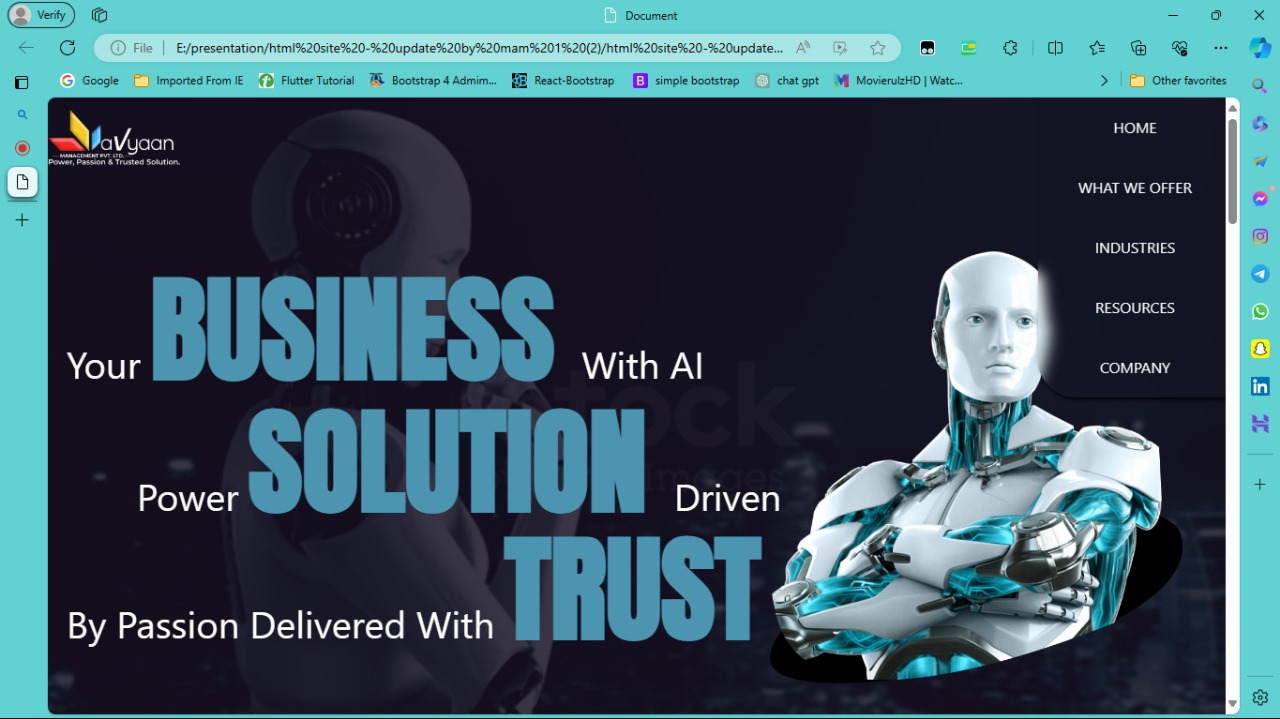 Verify
Document
File
E:/presentation/html%20site%20-%20update%20by%20mam%201%20(2)/html%20site%20-%20update...
Google
Imported From IE
Flutter Tutorial
Bootstrap 4 Admim...
React-Bootstrap
simple bootstrap
chat gpt
MovierulzHD | Watc...
Other favorites
aVyaan
MANAGEMENT PVT. LTD.
Power, Passion & Trusted Solution.
HOME
WHAT WE OFFER
INDUSTRIES
RESOURCES
COMPANY
Your BUSINESS With AI
Power SOLUTION Driven
By Passion Delivered With TRUST